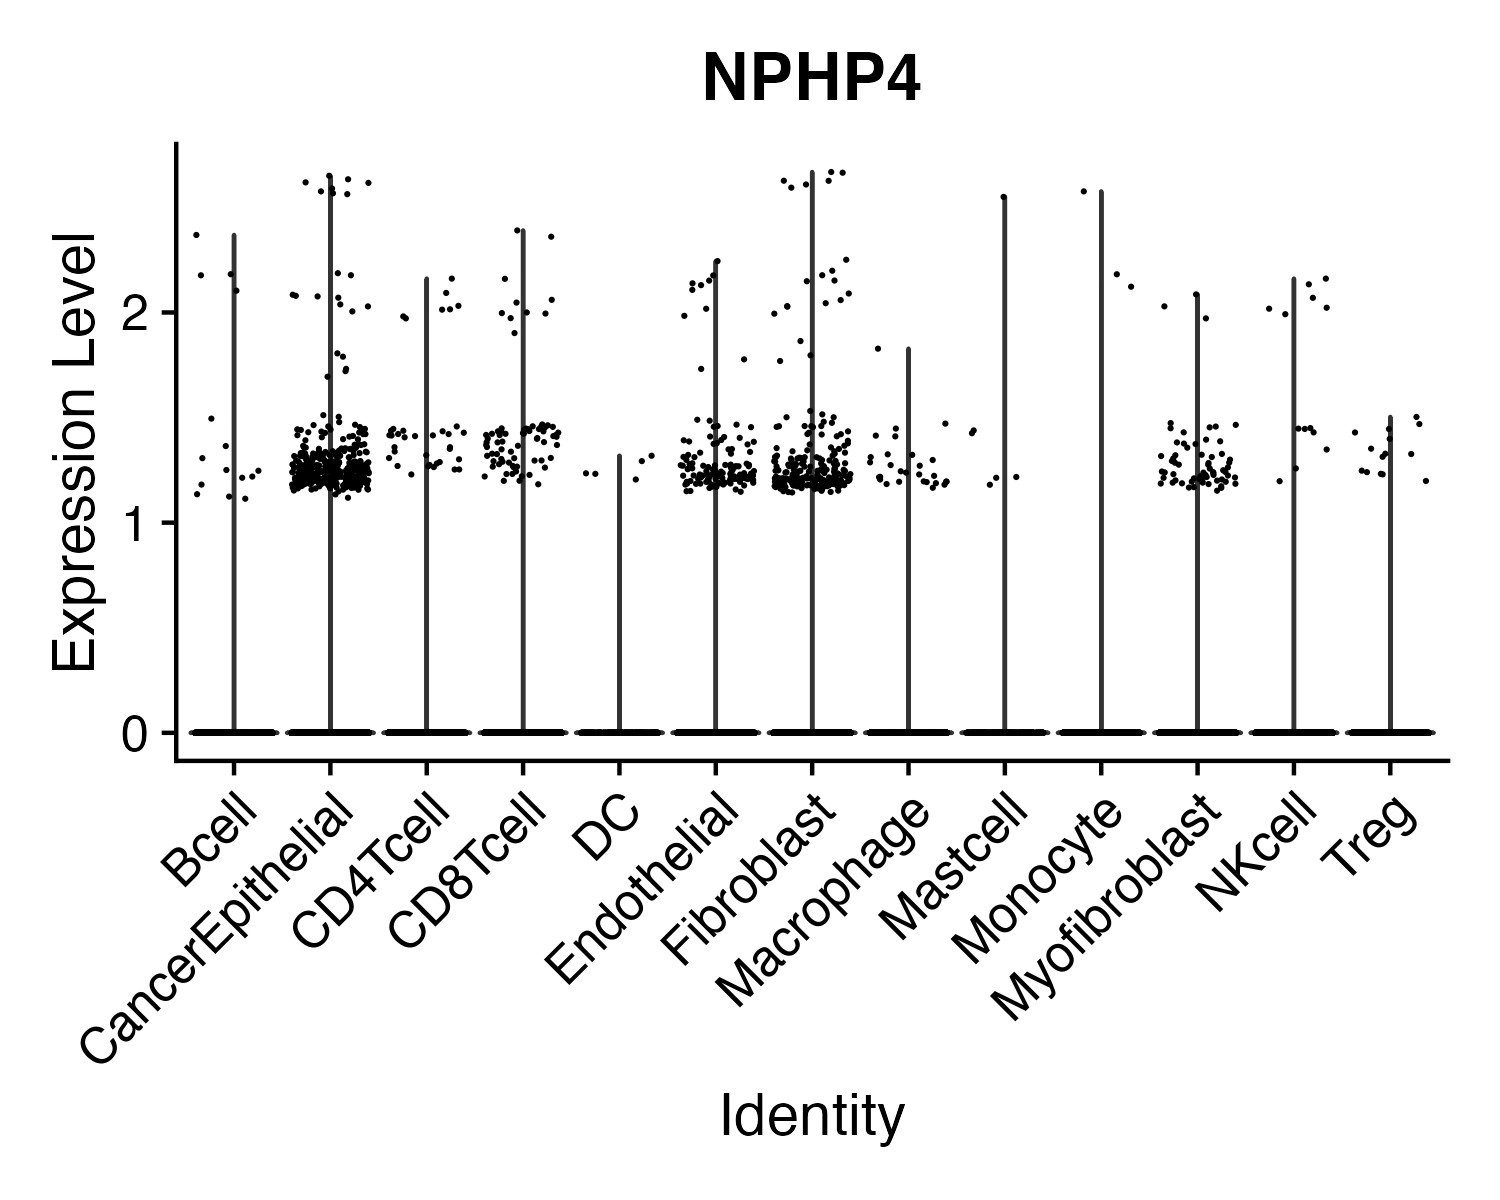 NPHP4
Expression Level
2
1
0
Bcell
CancerEpithelial
CD4Tcell
CD8Tcell
DC
Endothelial
Fibroblast
Macrophage
Mastcell
Monocyte
Myofibroblast
NKcell
Treg
Identity